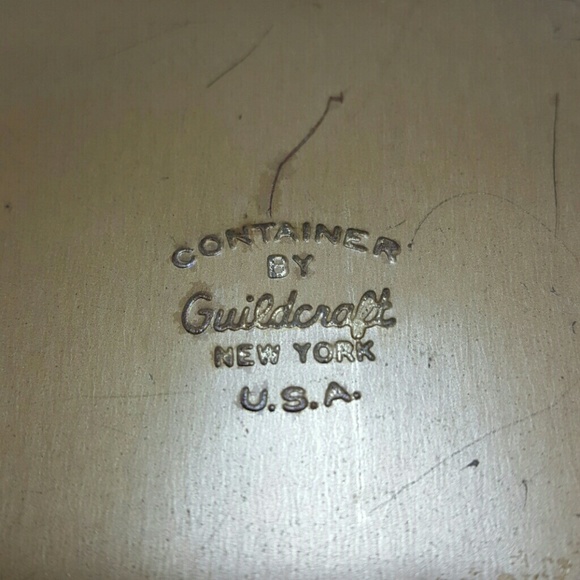 CONTAINER
BY
Guildcraft
NEW YORK
U.S.A.